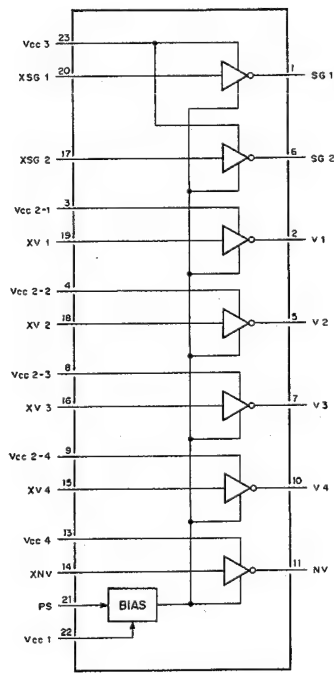 Vcc 3 23
XSG 1 20 1 SG 1
XSG 2 17 6 SG 2
Vcc 2-1 3
XV 1 19 2 V 1
Vcc 2-2 4
XV 2 18 5 V 2
Vcc 2-3 8
XV 3 16 7 V 3
Vcc 2-4 9
XV 4 15 10 V 4
Vcc 4 13
XNV 14 11 NV
PS 21 BIAS
Vcc 1 22